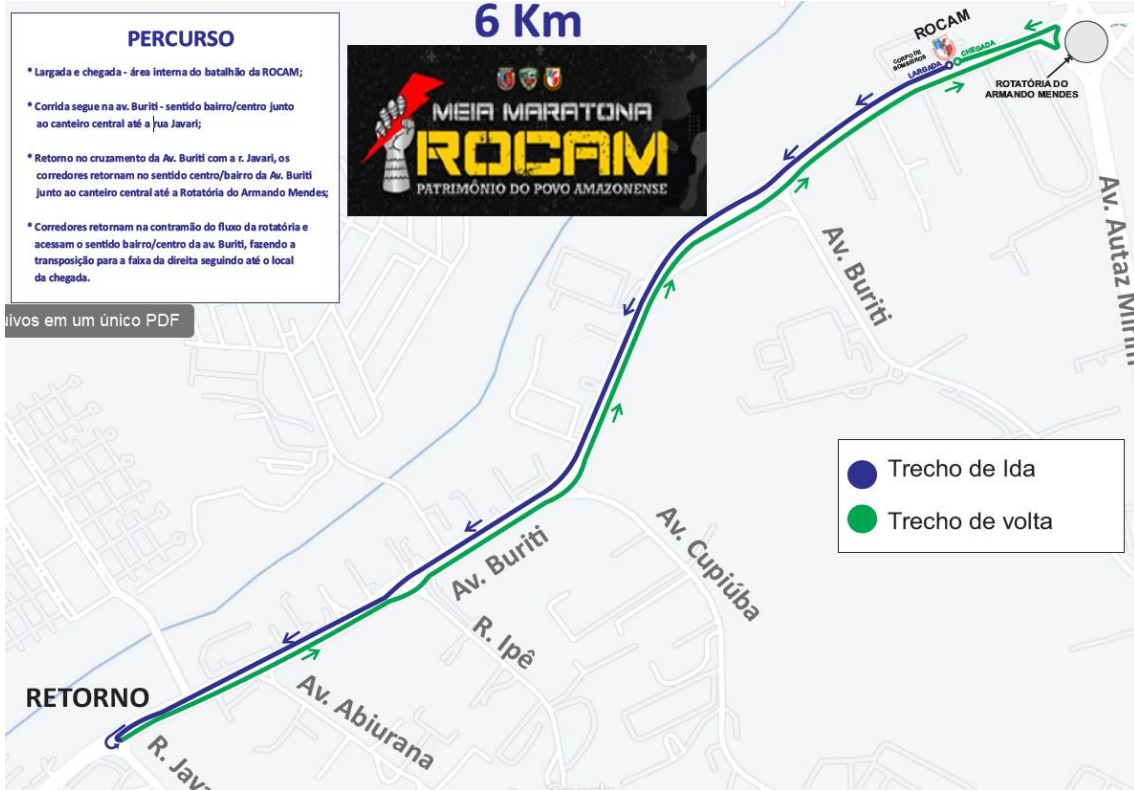 6 Km
PERCURSO
* Largada e chegada - área interna do batalhão da ROCAM;
* Corrida segue na av. Buriti - sentido bairro/centro junto
ao canteiro central até a rua Javari;
* Retorno no cruzamento da Av. Buriti com a r. Javari, os
corredores retornam no sentido centro/bairro da Av. Buriti
junto ao canteiro central até a Rotatória do Armando Mendes;
* Corredores retornam na contramão do fluxo da rotatória e
acessam o sentido bairro/centro da av. Buriti, fazendo a
transposição para a faixa da direita seguindo até o local
da chegada.
uivos em um único PDF
MEIA MARATONA
ROCAM
PATRIMÔNIO DO POVO AMAZONENSE
ROCAM
CORPO DE
BOMBEIROS
LARGADA
CHEGADA
ROTATÓRIA DO
ARMANDO MENDES
Av. Autaz Mirim
Av. Buriti
Trecho de Ida
Trecho de volta
Av. Cupiúba
Av. Buriti
R. Ipê
Av. Abiurana
RETORNO
R. Java